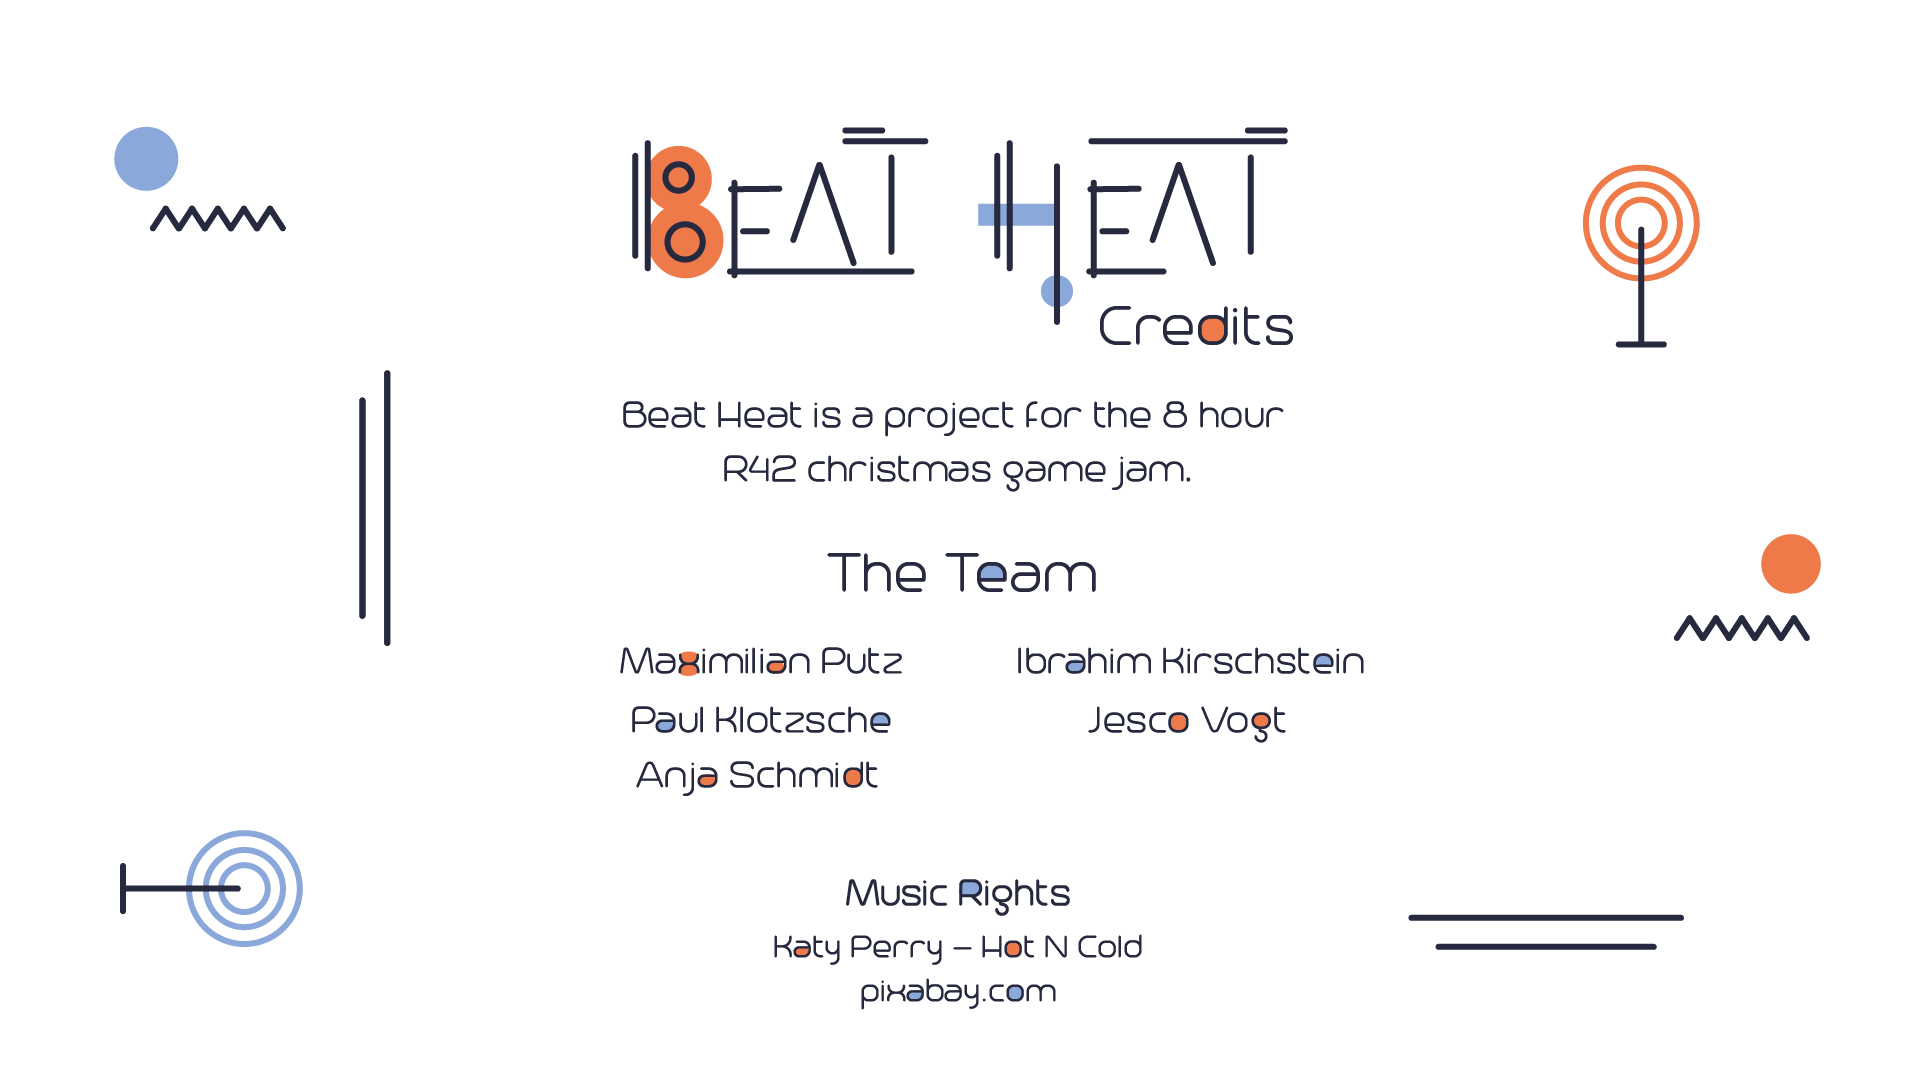 BEAT HEAT
Credits
Beat Heat is a project for the 8 hour
R42 christmas game jam.
The Team
Maximilian Putz
Ibrahim Kirschstein
Paul Klotzsche
Jesco Vogt
Anja Schmidt
Music Rights
Katy Perry – Hot N Cold
pixabay.com